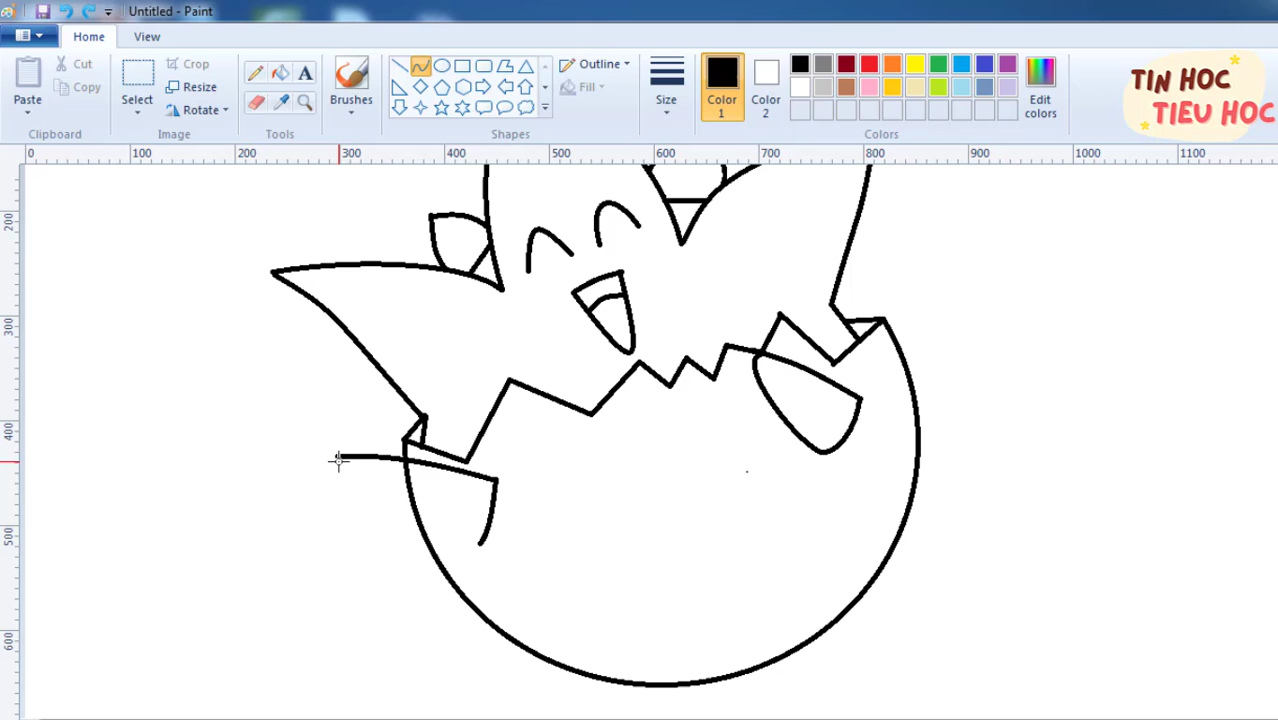 Untitled - Paint
Home View
Cut
Copy
Paste
Clipboard
Crop
Resize
Rotate
Select
Image
A
Tools
Brushes
Outline
Fill
Shapes
Size
Color 1
Color 2
Edit colors
Colors
TIN HOC
TIEU HOC
0 100 200 300 400 500 600 700 800 900 1000 1100
200
300
400
500
600